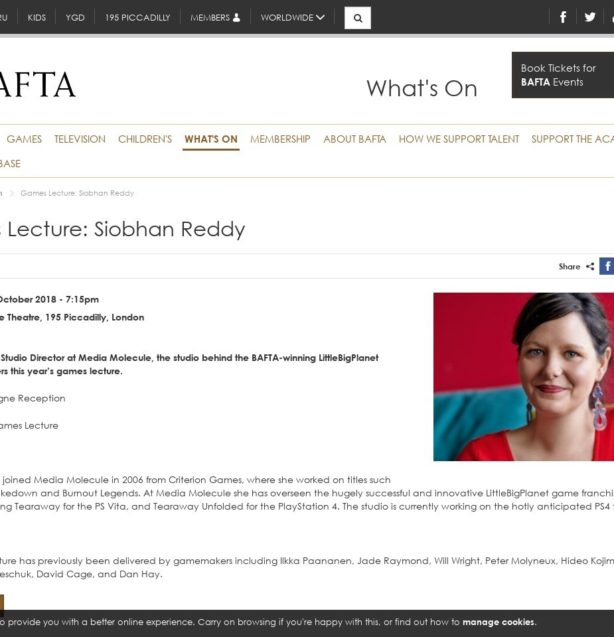 RU KIDS YGD 195 PICCADILLY MEMBERS WORLDWIDE
AFTA
What's On
Book Tickets for
BAFTA Events
GAMES TELEVISION CHILDREN'S WHAT'S ON MEMBERSHIP ABOUT BAFTA HOW WE SUPPORT TALENT SUPPORT THE ACA
BASE
Games Lecture: Siobhan Reddy
s Lecture: Siobhan Reddy
Share
October 2018 - 7:15pm
e Theatre, 195 Piccadilly, London
Studio Director at Media Molecule, the studio behind the BAFTA-winning LittleBigPlanet
ers this year's games lecture.
gne Reception
ames Lecture
joined Media Molecule in 2006 from Criterion Games, where she worked on titles such
kedown and Burnout Legends. At Media Molecule she has overseen the hugely successful and innovative LittleBigPlanet game franchi
ng Tearaway for the PS Vita, and Tearaway Unfolded for the PlayStation 4. The studio is currently working on the hotly anticipated PS4
ture has previously been delivered by gamemakers including Ilkka Paananen, Jade Raymond, Will Wright, Peter Molyneux, Hideo Kojim
eschuk, David Cage, and Dan Hay.
o provide you with a better online experience. Carry on browsing if you're happy with this, or find out how to manage cookies.